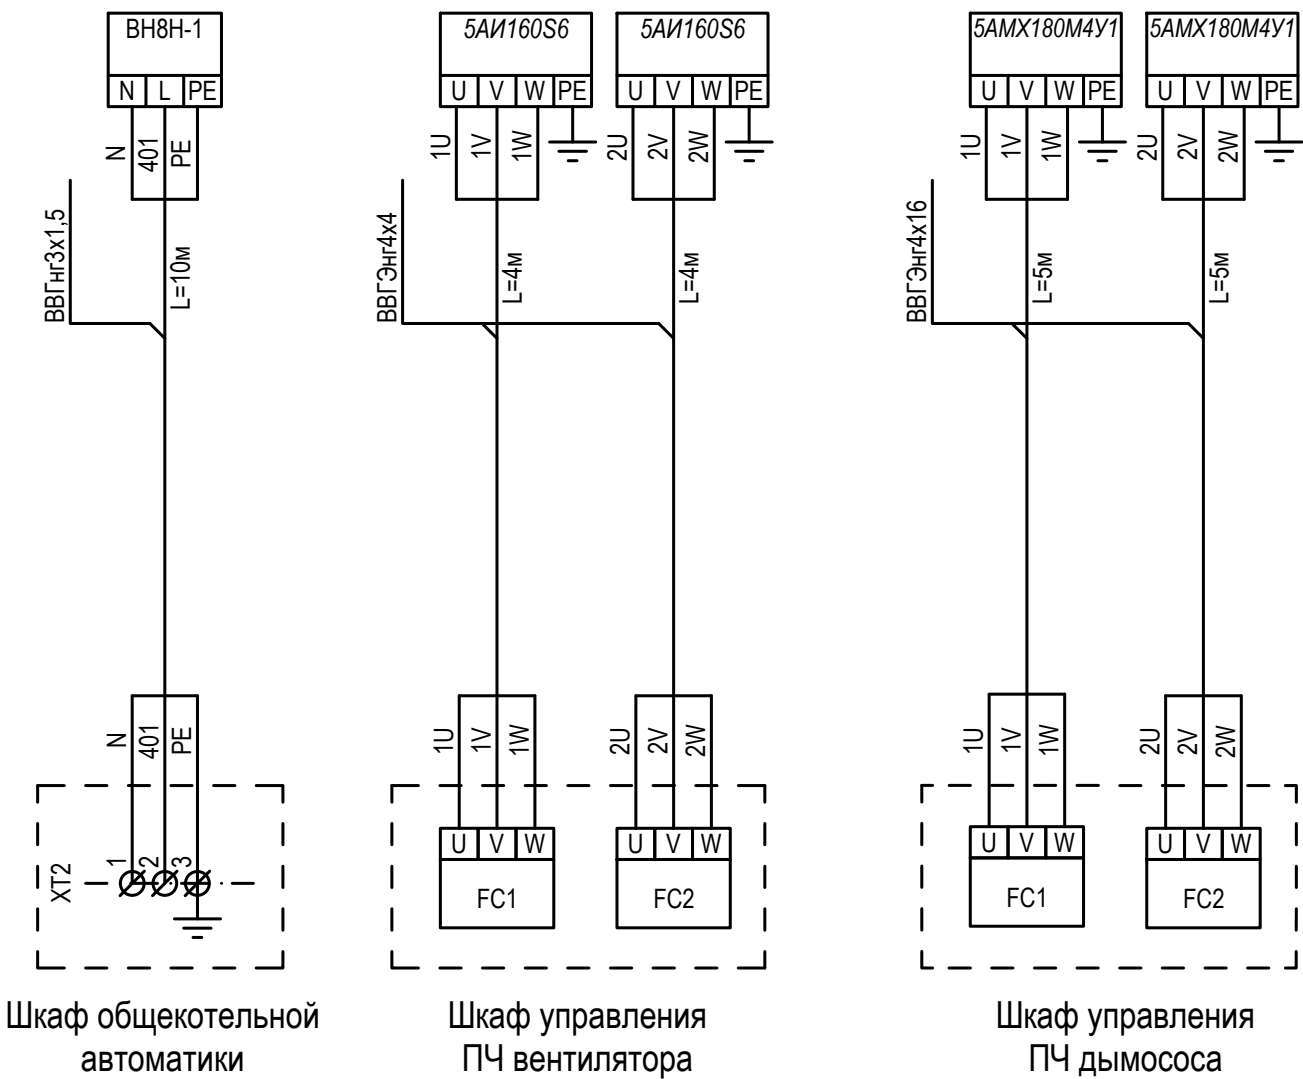 ВН8Н-1
N L PE
N 401 PE
ВВГнг3х1,5
L=10м
N 401 PE
XT2
1 2 3
Шкаф общекотельной
автоматики
5АИ160S6
U V W PE
1U 1V 1W
5АИ160S6
U V W PE
2U 2V 2W
ВВГЭнг4х4
L=4м
L=4м
1U 1V 1W
2U 2V 2W
U V W
FC1
U V W
FC2
Шкаф управления
ПЧ вентилятора
5АМХ180М4У1
U V W PE
1U 1V 1W
5АМХ180М4У1
U V W PE
2U 2V 2W
ВВГЭнг4х16
L=5м
L=5м
1U 1V 1W
2U 2V 2W
U V W
FC1
U V W
FC2
Шкаф управления
ПЧ дымососа